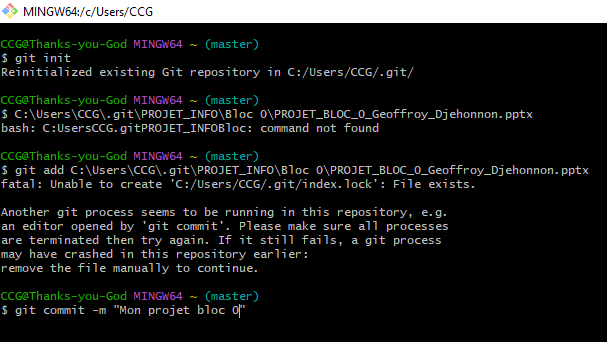 MINGW64:/c/Users/CCG
CCG@Thanks-you-God MINGW64 ~ (master)
$ git init
Reinitialized existing Git repository in C:/Users/CCG/.git/
CCG@Thanks-you-God MINGW64 ~ (master)
$ C:\Users\CCG\.git\PROJET_INFO\Bloc 0\PROJET_BLOC_0_Geoffroy_Djehonnon.pptx
bash: C:UsersCCG.gitPROJET_INFOBloc: command not found
CCG@Thanks-you-God MINGW64 ~ (master)
$ git add C:\Users\CCG\.git\PROJET_INFO\Bloc 0\PROJET_BLOC_0_Geoffroy_Djehonnon.pptx
fatal: Unable to create 'C:/Users/CCG/.git/index.lock': File exists.
Another git process seems to be running in this repository, e.g.
an editor opened by 'git commit'. Please make sure all processes
are terminated then try again. If it still fails, a git process
may have crashed in this repository earlier:
remove the file manually to continue.
CCG@Thanks-you-God MINGW64 ~ (master)
$ git commit -m "Mon projet bloc 0"